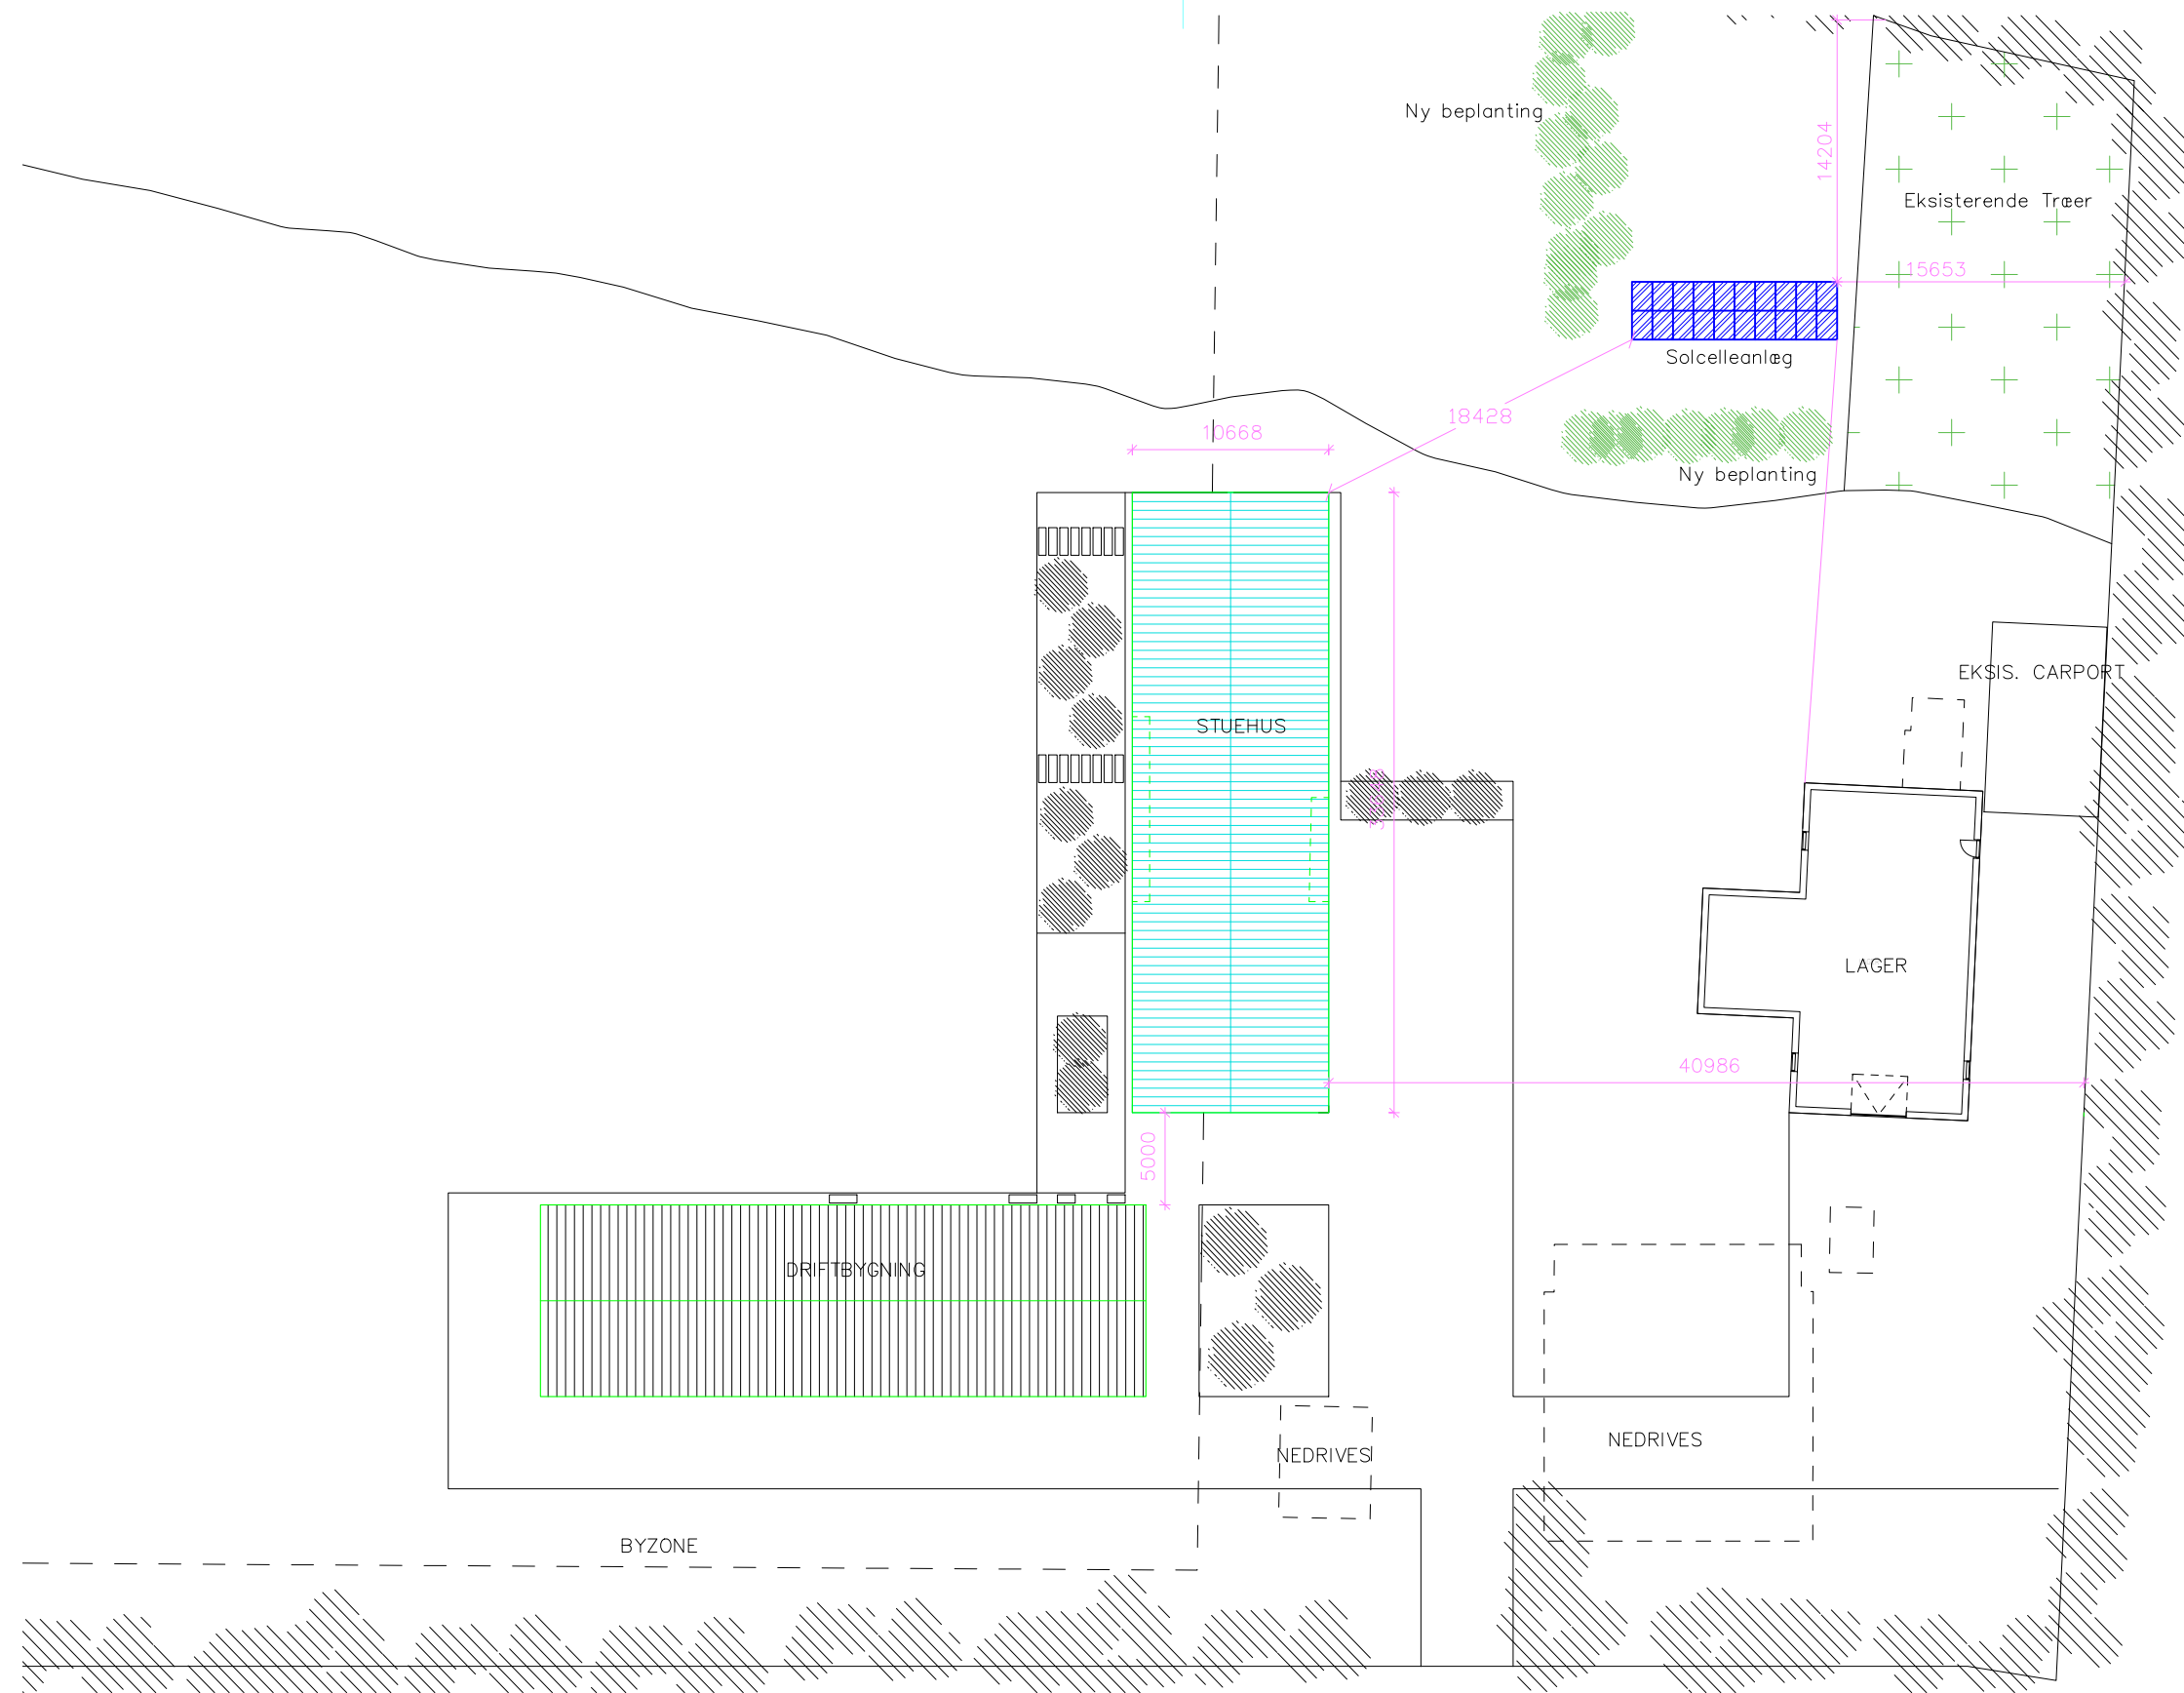 Ny beplanting
14204
Eksisterende Træer
15653
Solcelleanlæg
18428
10668
Ny beplanting
EKSIS. CARPORT
STUEHUS
LAGER
40986
5000
DRIFTBYGNING
NEDRIVES
NEDRIVES
BYZONE